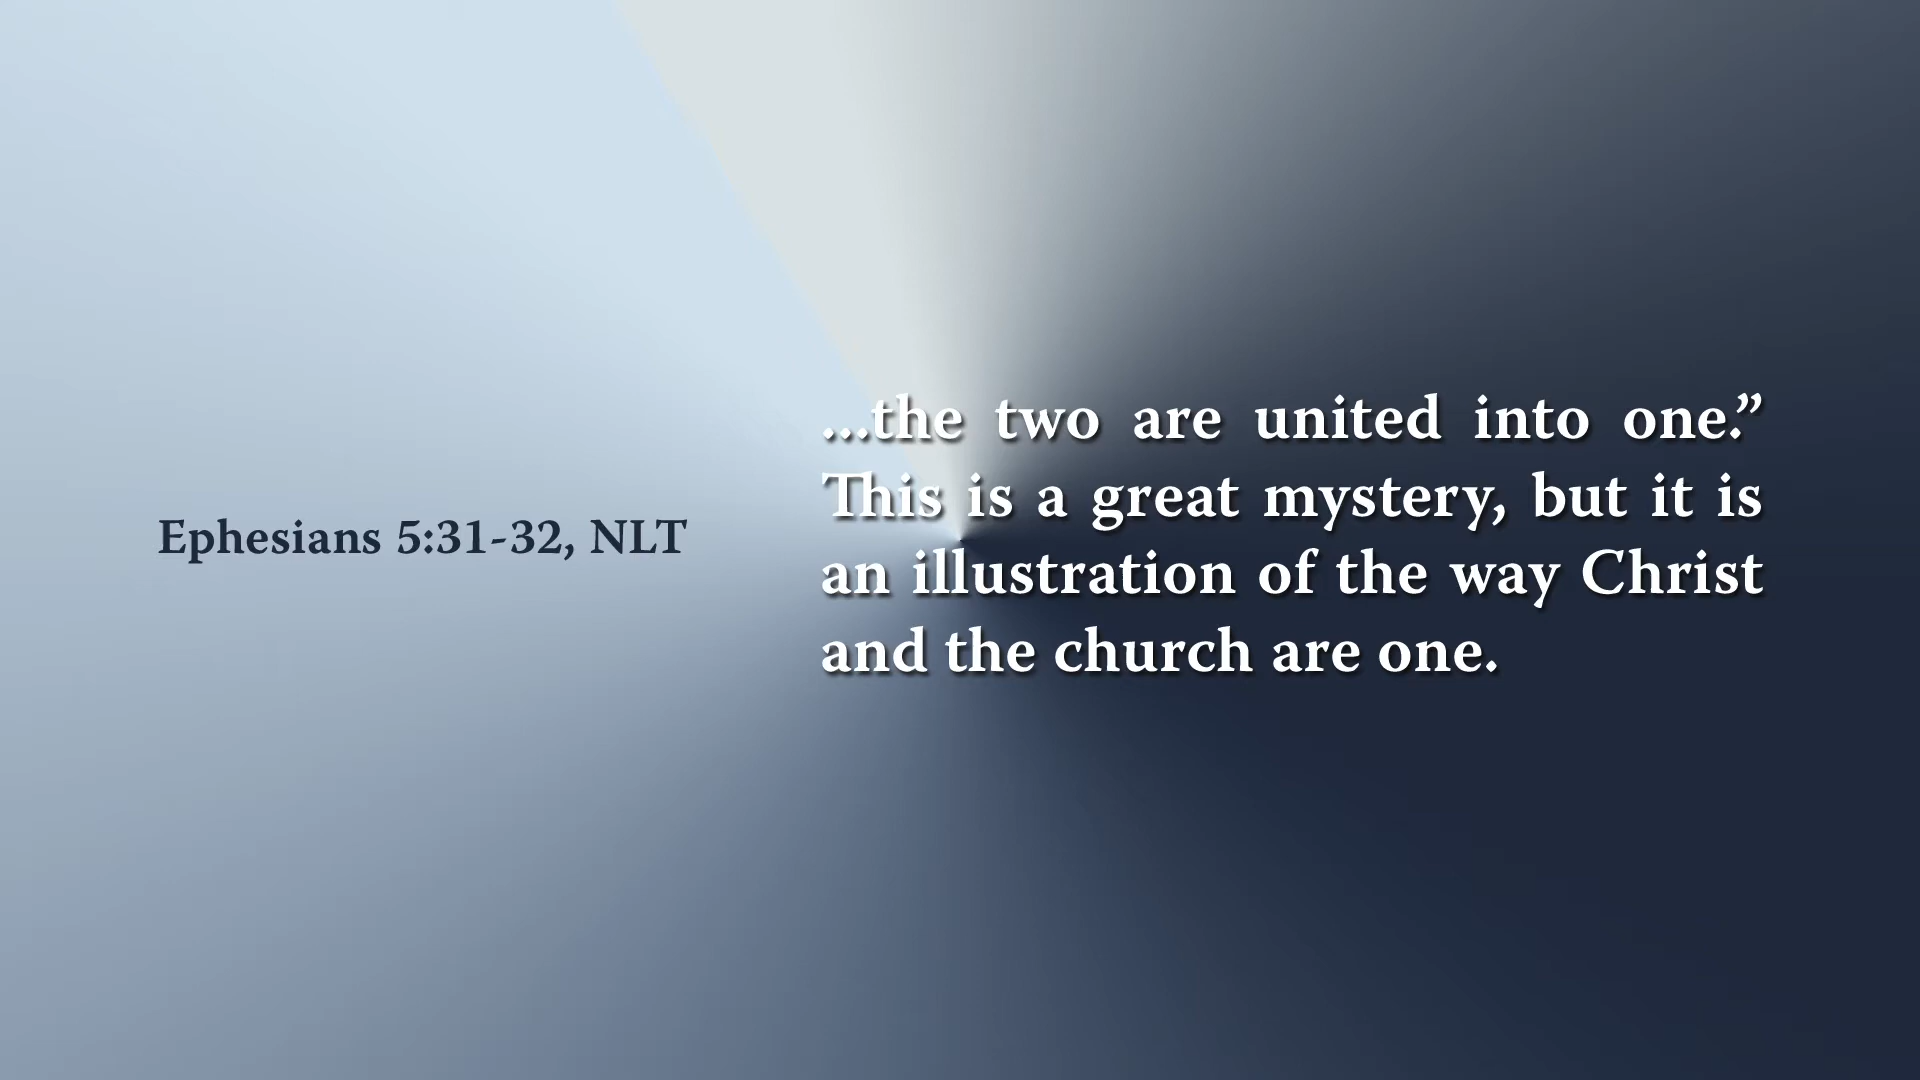 Ephesians 5:31-32, NLT
...the two are united into one.”
This is a great mystery, but it is
an illustration of the way Christ
and the church are one.